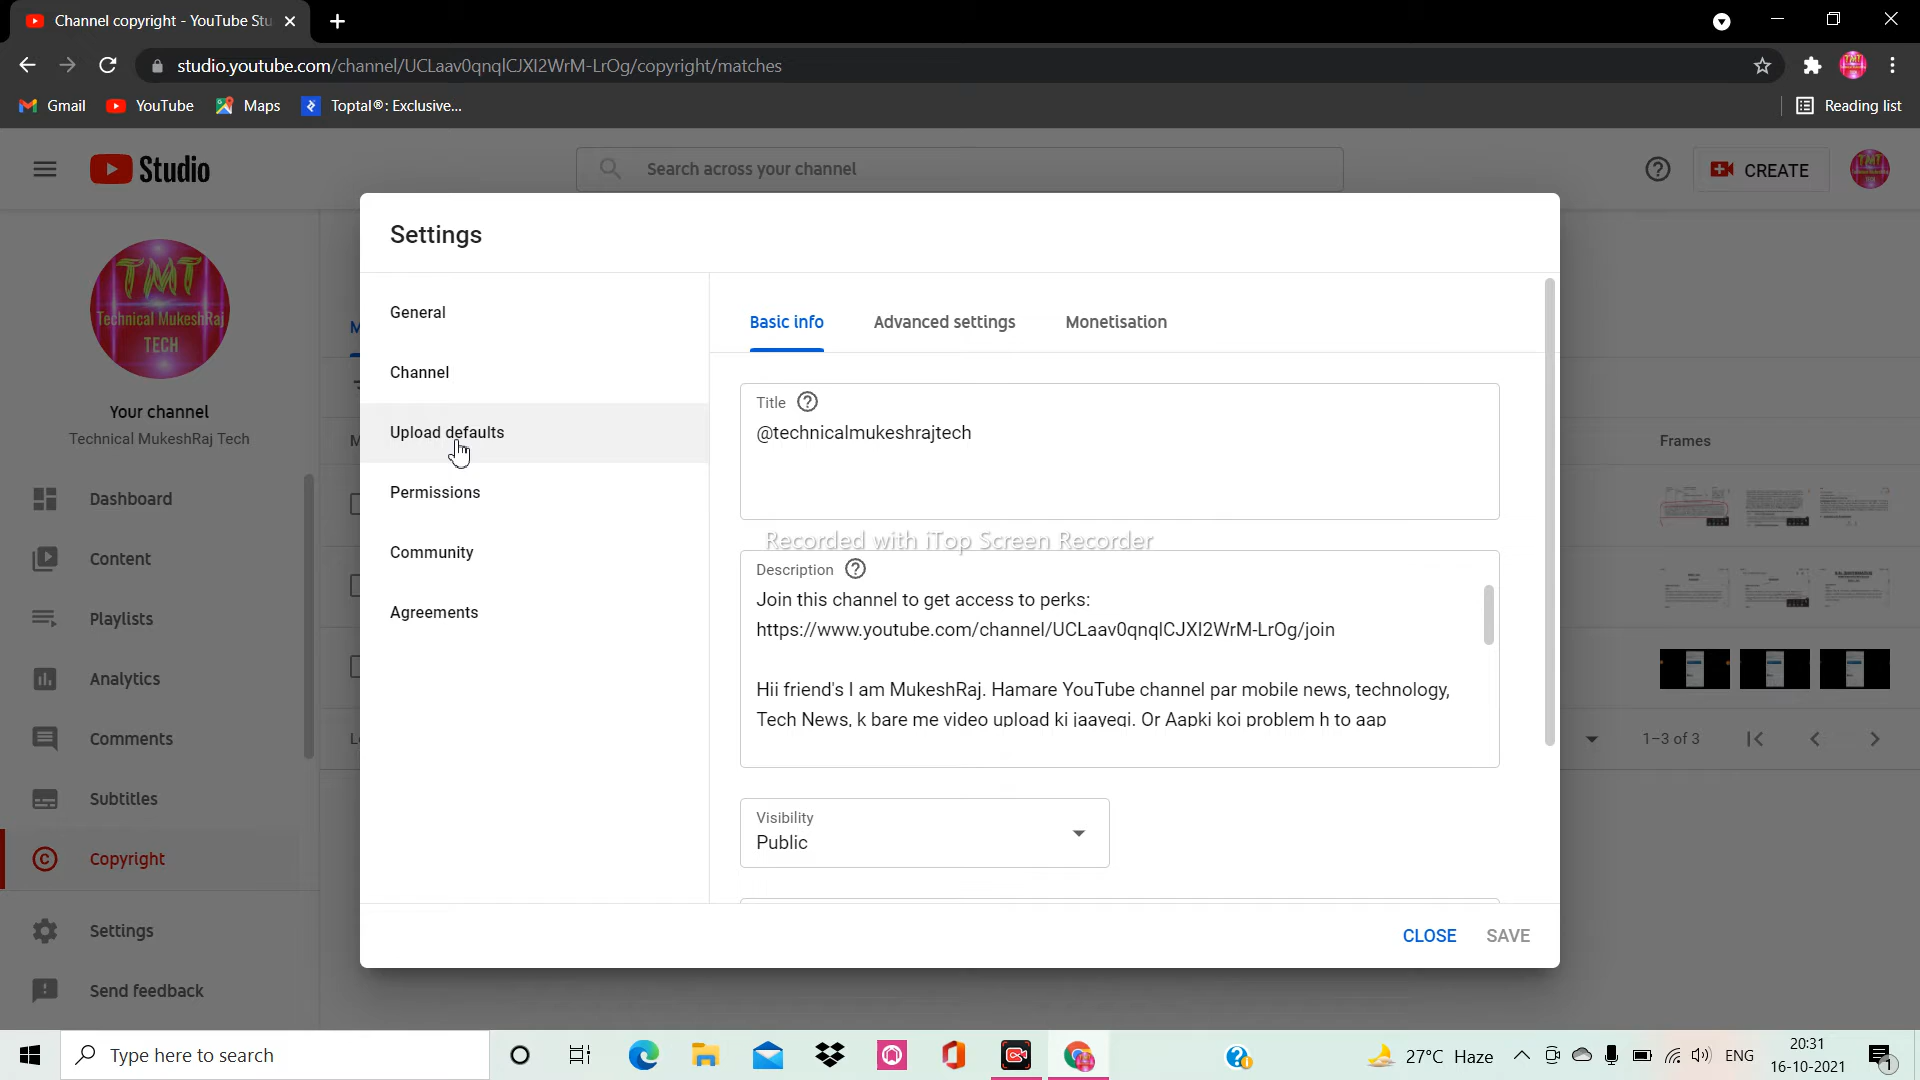 Channel copyright - YouTube Stu
studio.youtube.com/channel/UCLaav0qnqlCJXI2WrM-LrOg/copyright/matches
Gmail YouTube Maps Toptal®: Exclusive... Reading list
Studio Search across your channel CREATE
Settings
TMT
Technical MukeshRaj
TECH
Your channel
Technical MukeshRaj Tech
Dashboard
Content
Playlists
Analytics
Comments
Subtitles
Copyright
Settings
Send feedback
General
Channel
Upload defaults
Permissions
Community
Agreements
Basic info Advanced settings Monetisation
Title
@technicalmukeshrajtech
Recorded with iTop Screen Recorder
Description
Join this channel to get access to perks:
https://www.youtube.com/channel/UCLaav0qnqlCJXI2WrM-LrOg/join
Hii friend's I am MukeshRaj. Hamare YouTube channel par mobile news, technology,
Tech News, k bare me video upload ki jaayegi. Or Aapki koi problem h to aap
Visibility
Public
CLOSE SAVE
Frames
1–3 of 3
Type here to search
27°C Haze ENG
20:31
16-10-2021
1